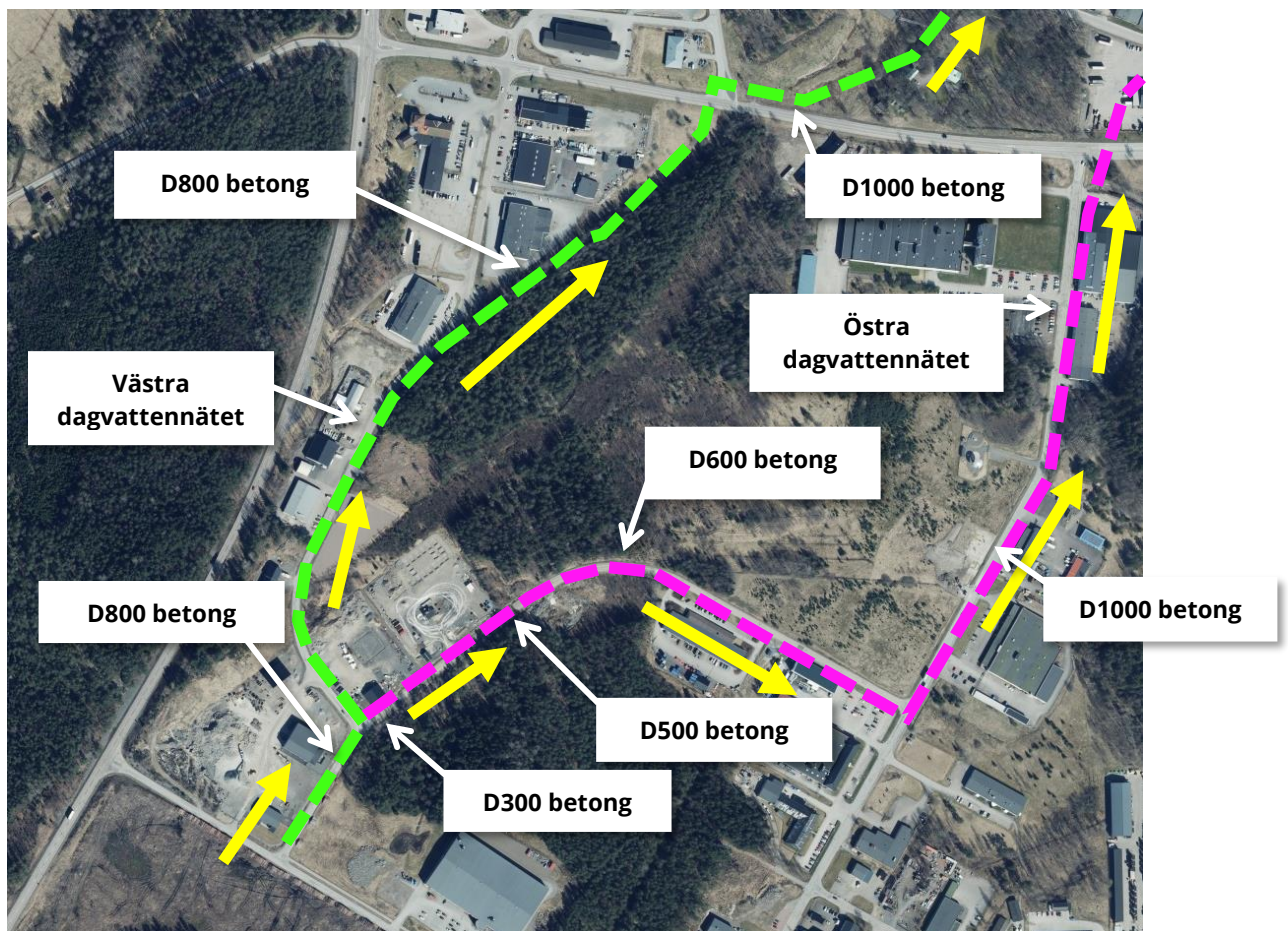 D800 betong
D1000 betong
Östra
dagvattennätet
Västra
dagvattennätet
D600 betong
D800 betong
D1000 betong
D500 betong
D300 betong